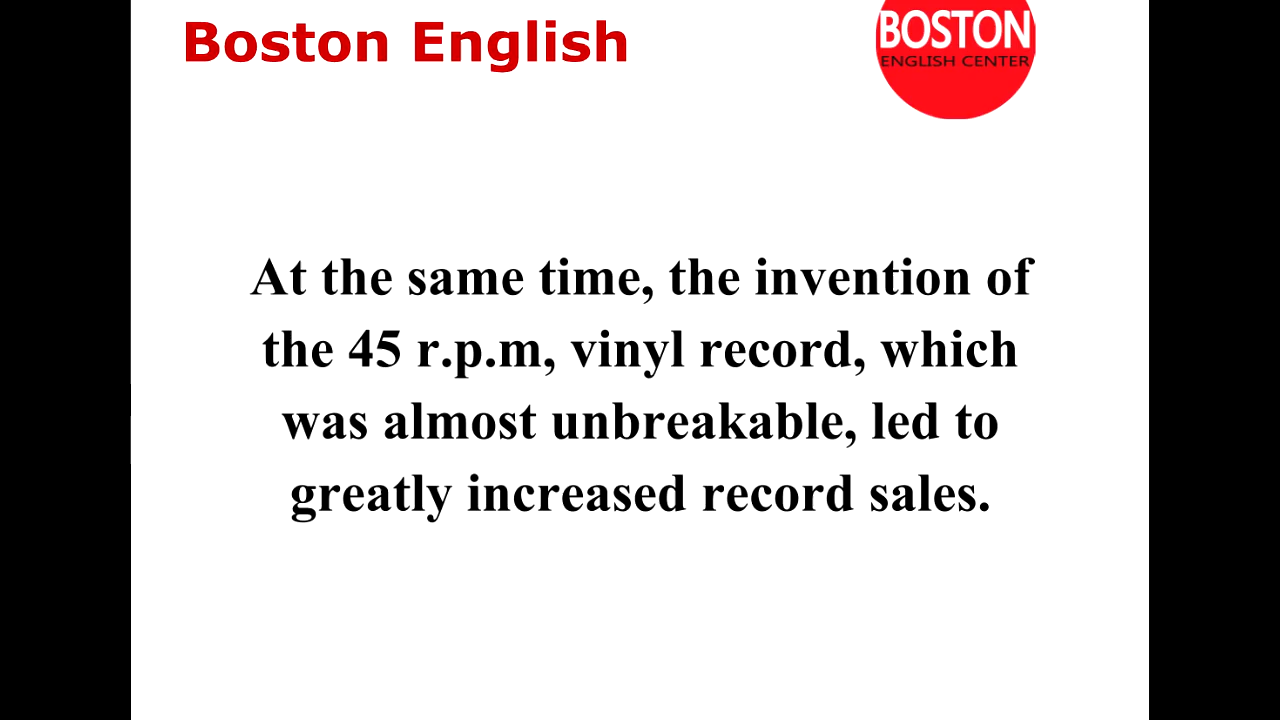 Boston English
BOSTON
ENGLISH CENTER
At the same time, the invention of
the 45 r.p.m, vinyl record, which
was almost unbreakable, led to
greatly increased record sales.